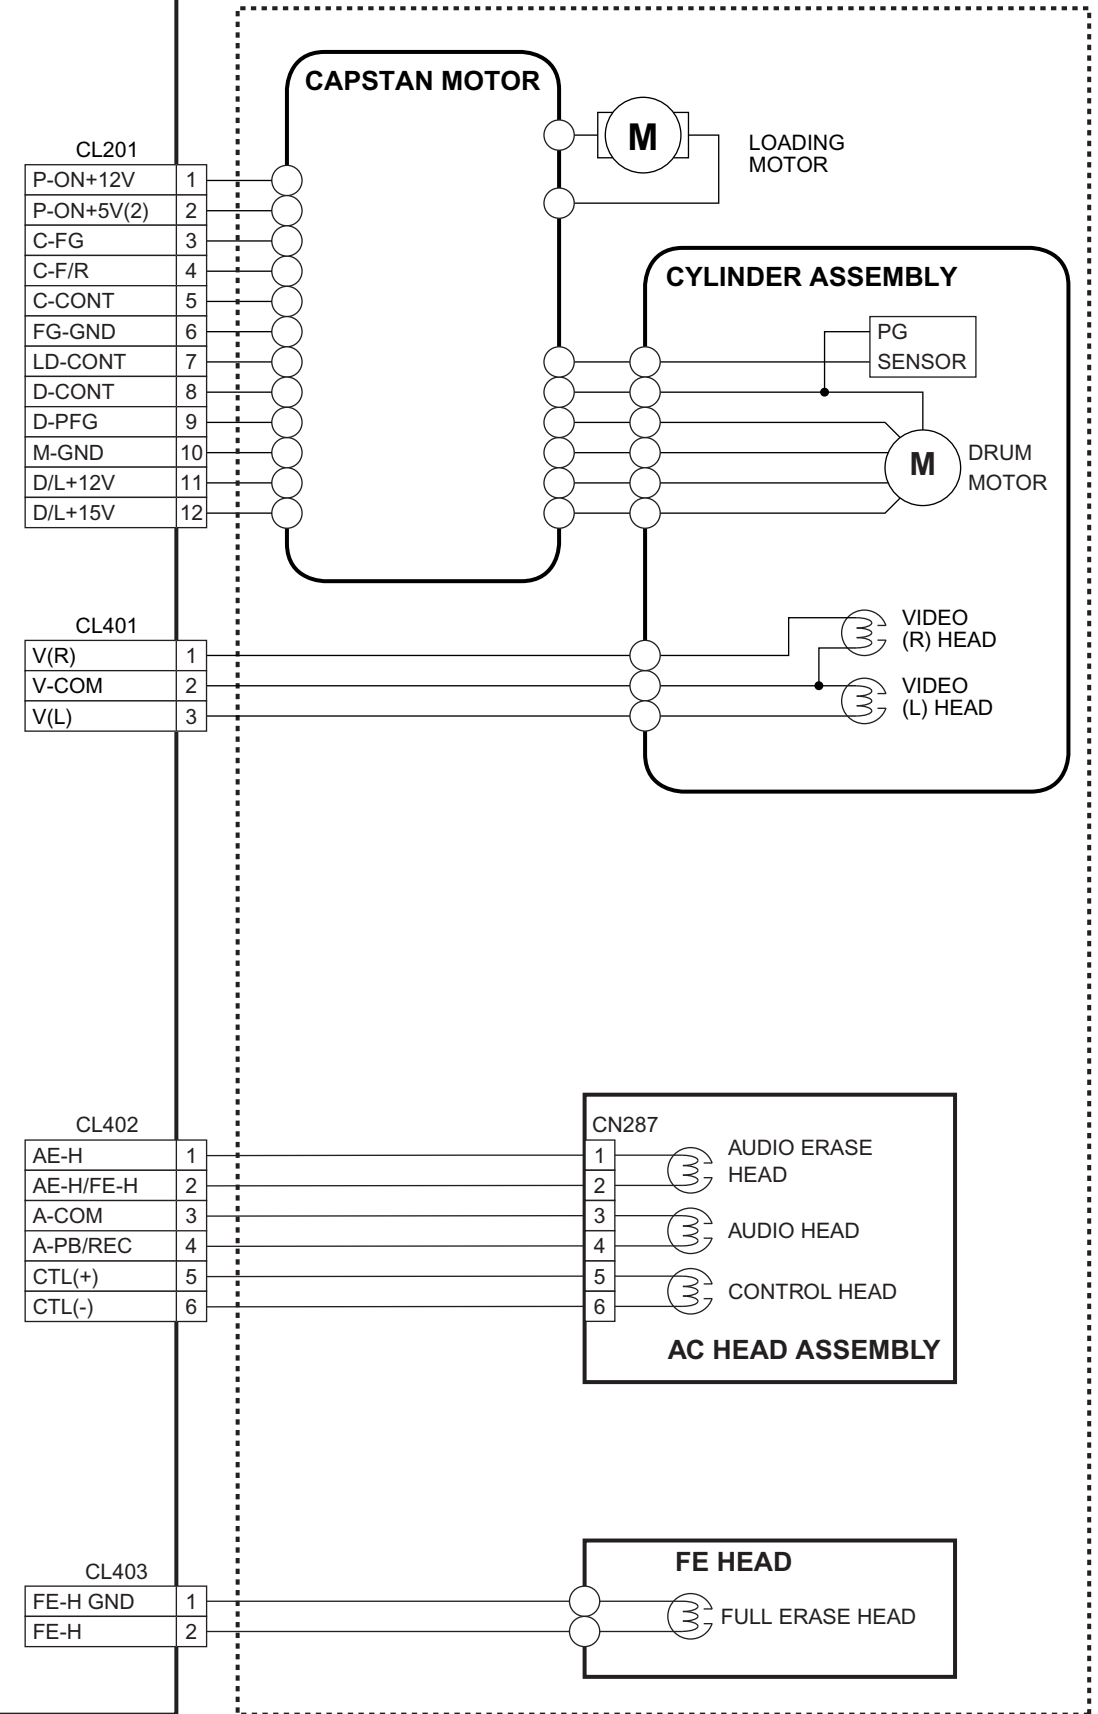 CAPSTAN MOTOR
M
LOADING
MOTOR
CL201
P-ON+12V 1
P-ON+5V(2) 2
C-FG 3
C-F/R 4
C-CONT 5
FG-GND 6
LD-CONT 7
D-CONT 8
D-PFG 9
M-GND 10
D/L+12V 11
D/L+15V 12
CYLINDER ASSEMBLY
PG
SENSOR
M
DRUM
MOTOR
CL401
V(R) 1
V-COM 2
V(L) 3
VIDEO
(R) HEAD
VIDEO
(L) HEAD
CL402
AE-H 1
AE-H/FE-H 2
A-COM 3
A-PB/REC 4
CTL(+) 5
CTL(-) 6
CN287
1
2
3
4
5
6
AUDIO ERASE
HEAD
AUDIO HEAD
CONTROL HEAD
AC HEAD ASSEMBLY
CL403
FE-H GND 1
FE-H 2
FE HEAD
FULL ERASE HEAD